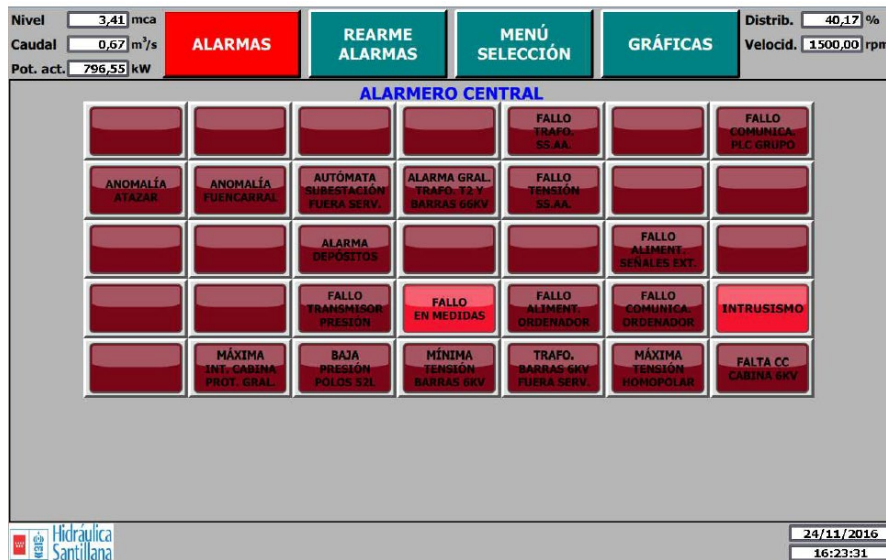 Nivel 3,41 mca
Caudal 0,67 m³/s
Pot. act. 796,55 kW
ALARMAS
REARME
ALARMAS
MENÚ
SELECCIÓN
GRÁFICAS
Distrib. 40,17 %
Velocid. 1500,00 rpm
ALARMERO CENTRAL
FALLO
TRAFO.
SS.AA.
FALLO
COMUNICA.
PLC GRUPO
ANOMALÍA
ATAZAR
ANOMALÍA
FUENCARRAL
AUTÓMATA
SUBESTACIÓN
FUERA SERV.
ALARMA GRAL.
TRAFO. T2 Y
BARRAS 66KV
FALLO
TENSIÓN
SS.AA.
ALARMA
DEPÓSITOS
FALLO
ALIMENT.
SEÑALES EXT.
FALLO
TRANSMISOR
PRESIÓN
FALLO
EN MEDIDAS
FALLO
ALIMENT.
ORDENADOR
FALLO
COMUNICA.
ORDENADOR
INTRUSISMO
MÁXIMA
INT. CABINA
PROT. GRAL.
BAJA
PRESIÓN
POLOS 52L
MÍNIMA
TENSIÓN
BARRAS 6KV
TRAFO.
BARRAS 6KV
FUERA SERV.
MÁXIMA
TENSIÓN
HOMOPOLAR
FALTA CC
CABINA 6KV
Hidráulica
Santillana
24/11/2016
16:23:31